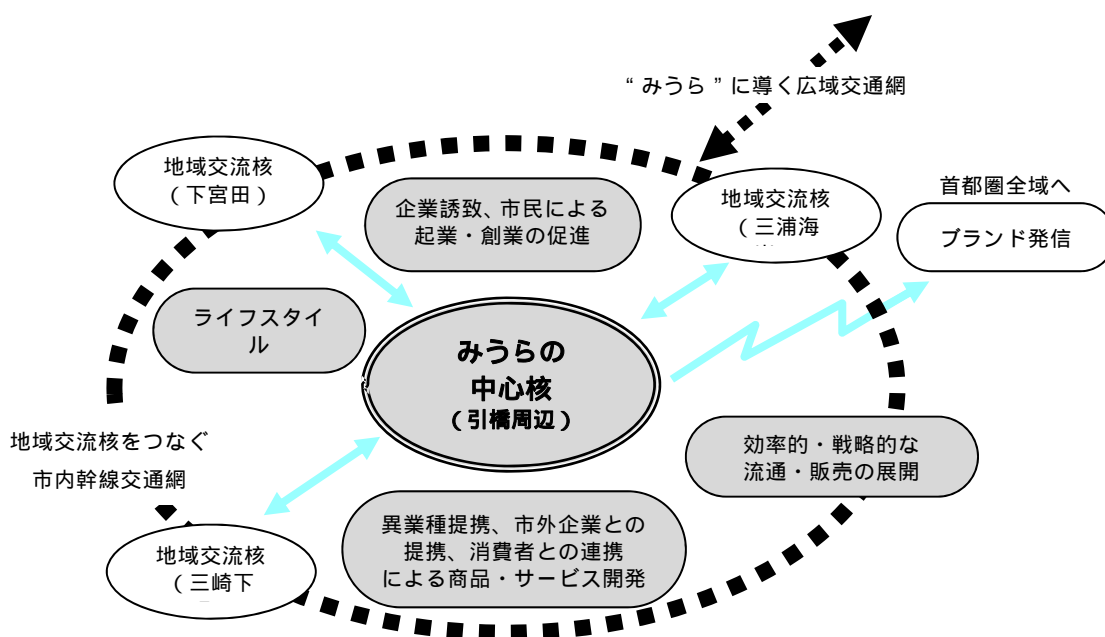 “みうら”に導く広域交通網
地域交流核
（下宮田）
企業誘致、市民による
起業・創業の促進
地域交流核
（三浦海
首都圏全域へ
ブランド発信
ライフスタイ
ル
みうらの
中心核
（引橋周辺）
地域交流核をつなぐ
市内幹線交通網
効率的・戦略的な
流通・販売の展開
異業種提携、市外企業との
提携、消費者との連携
による商品・サービス開発
地域交流核
（三崎下